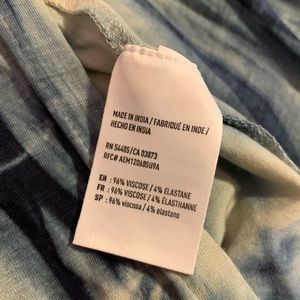 MADE IN INDIA / FABRIQUÉ EN INDE /
HECHO EN INDIA
RN 54485/CA 03873
RFC# AEM1208605U9A
EN : 96% VISCOSE / 4% ELASTANE
FR : 96% VISCOSE / 4% ÉLASTHANNE
SP : 96% viscosa / 4% elastano